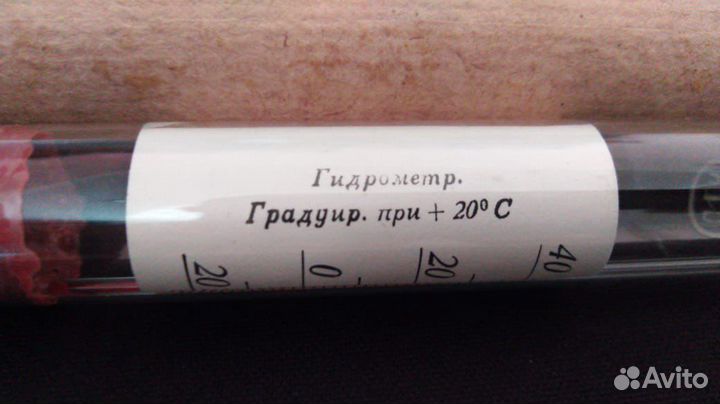 Гидрометр.
Градуир. при + 20° С
20 0 20 40
Avito